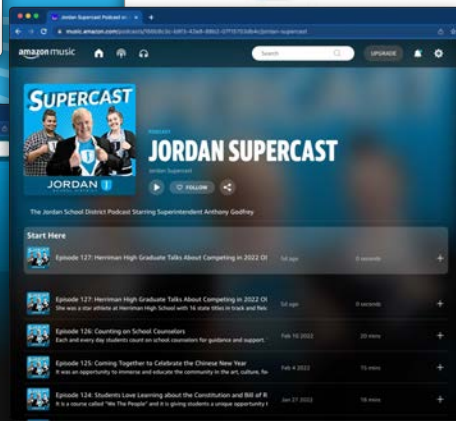 Jordan Supercast Podcast on
music.amazon.com/podcasts/
jordan-supercast
amazon music
Search
UPGRADE
SUPERCAST
JORDAN
PODCAST
JORDAN SUPERCAST
Jordan Supercast
FOLLOW
The Jordan School District Podcast Starring Superintendent Anthony Godfrey
Start Here
Episode 127: Herriman High Graduate Talks About Competing in 2022 Ol
5d ago
0 seconds
Episode 127: Herriman High Graduate Talks About Competing in 2022 Ol
She was a star athlete at Herriman High School with 16 state titles in track and fiel
5d ago
0 seconds
Episode 126: Counting on School Counselors
Each and every day students count on school counselors for guidance and support.
Feb 10 2022
20 mins
Episode 125: Coming Together to Celebrate the Chinese New Year
It was an opportunity to immerse and educate the community in the art, culture, fo
Feb 4 2022
15 mins
Episode 124: Students Love Learning about the Constitution and Bill of R
It is a course called "We The People" and it is giving students a unique opportunity t
Jan 27 2022
18 mins